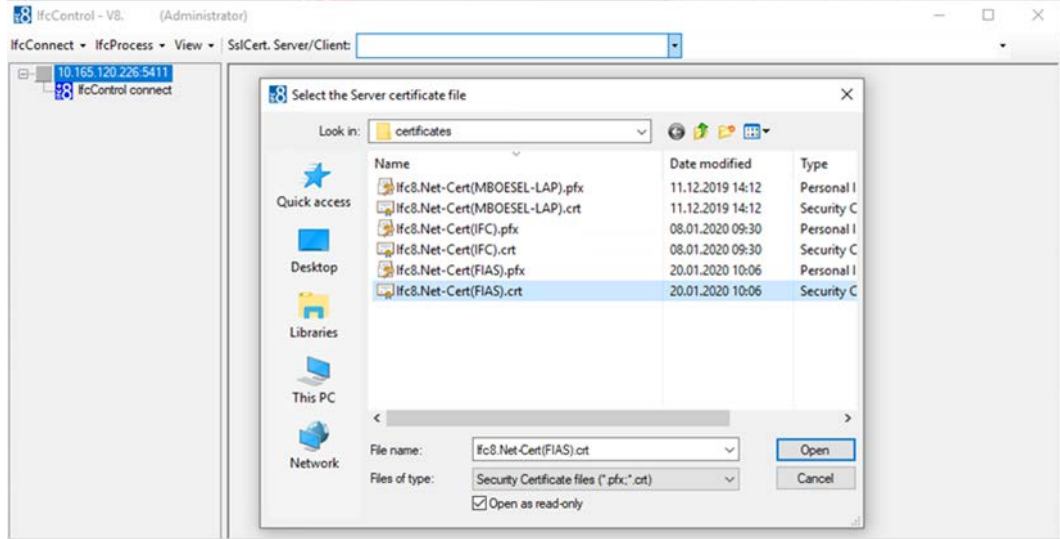 IfcControl - V8. (Administrator)
IfcConnect IfcProcess View SslCert. Server/Client:
10.165.120.226:5411
IfcControl connect
Select the Server certificate file
Look in: certificates
Name Date modified Type
Ifc8.Net-Cert(MBOESEL-LAP).pfx 11.12.2019 14:12 Personal I
Ifc8.Net-Cert(MBOESEL-LAP).crt 11.12.2019 14:12 Security C
Ifc8.Net-Cert(IFC).pfx 08.01.2020 09:30 Personal I
Ifc8.Net-Cert(IFC).crt 08.01.2020 09:30 Security C
Ifc8.Net-Cert(FIAS).pfx 20.01.2020 10:06 Personal I
Ifc8.Net-Cert(FIAS).crt 20.01.2020 10:06 Security C
Quick access
Desktop
Libraries
This PC
Network
File name: Ifc8.Net-Cert(FIAS).crt Open
Files of type: Security Certificate files (*.pfx;*.crt) Cancel
Open as read-only